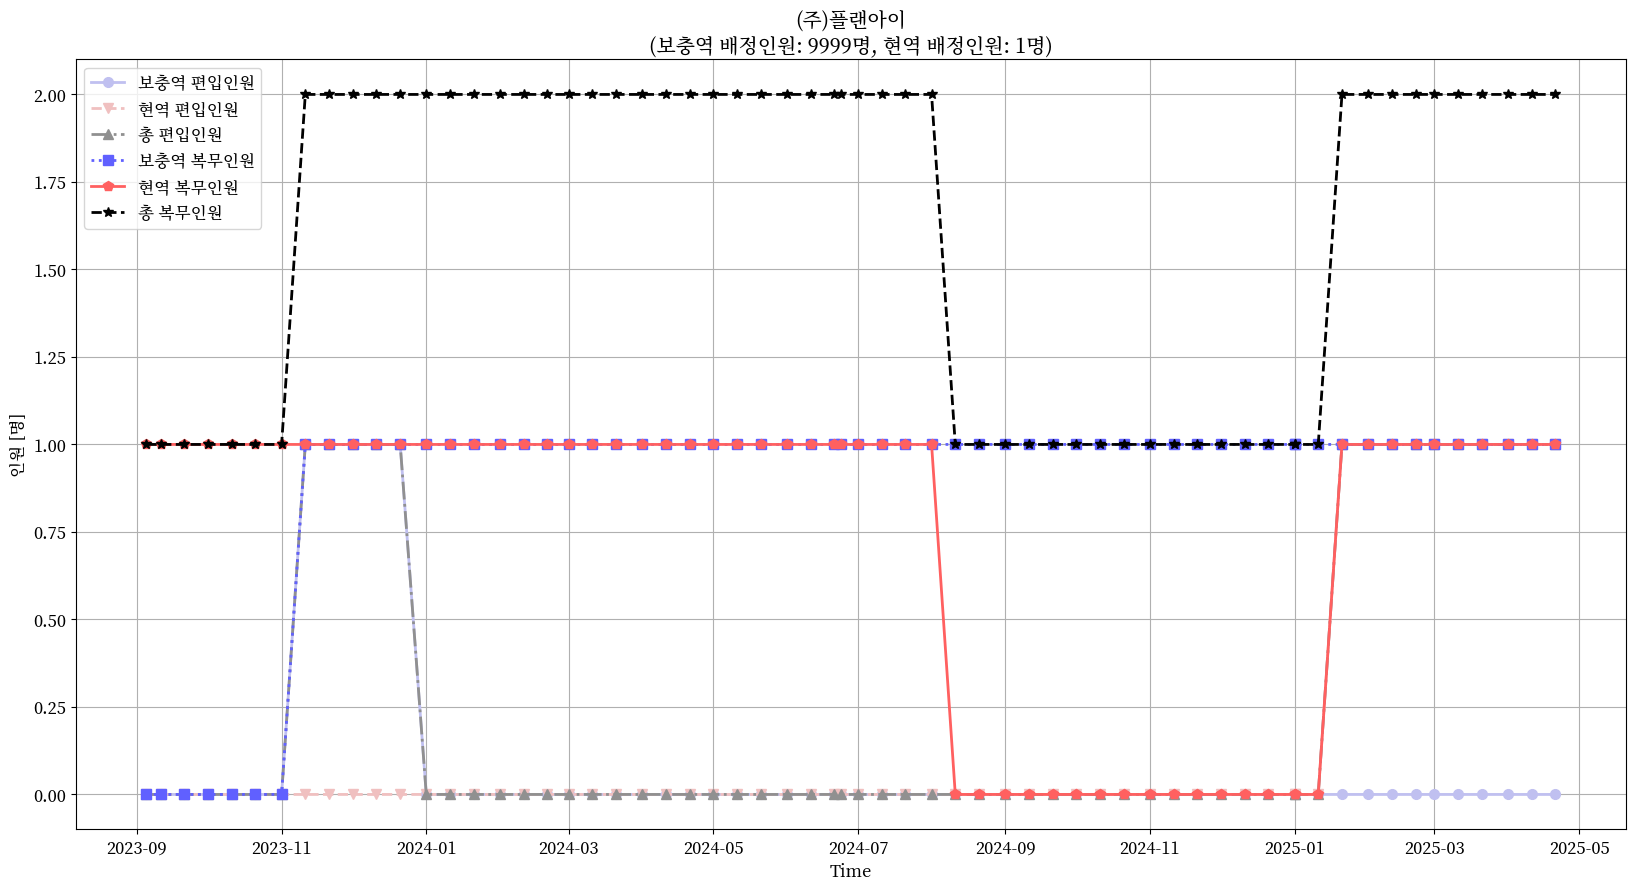 (주)플랜아이
(보충역 배정인원: 9999명, 현역 배정인원: 1명)
보충역 편입인원
현역 편입인원
총 편입인원
보충역 복무인원
현역 복무인원
총 복무인원
2.00
1.75
1.50
1.25
1.00
0.75
0.50
0.25
0.00
인원 [명]
2023-09 2023-11 2024-01 2024-03 2024-05 2024-07 2024-09 2024-11 2025-01 2025-03 2025-05
Time